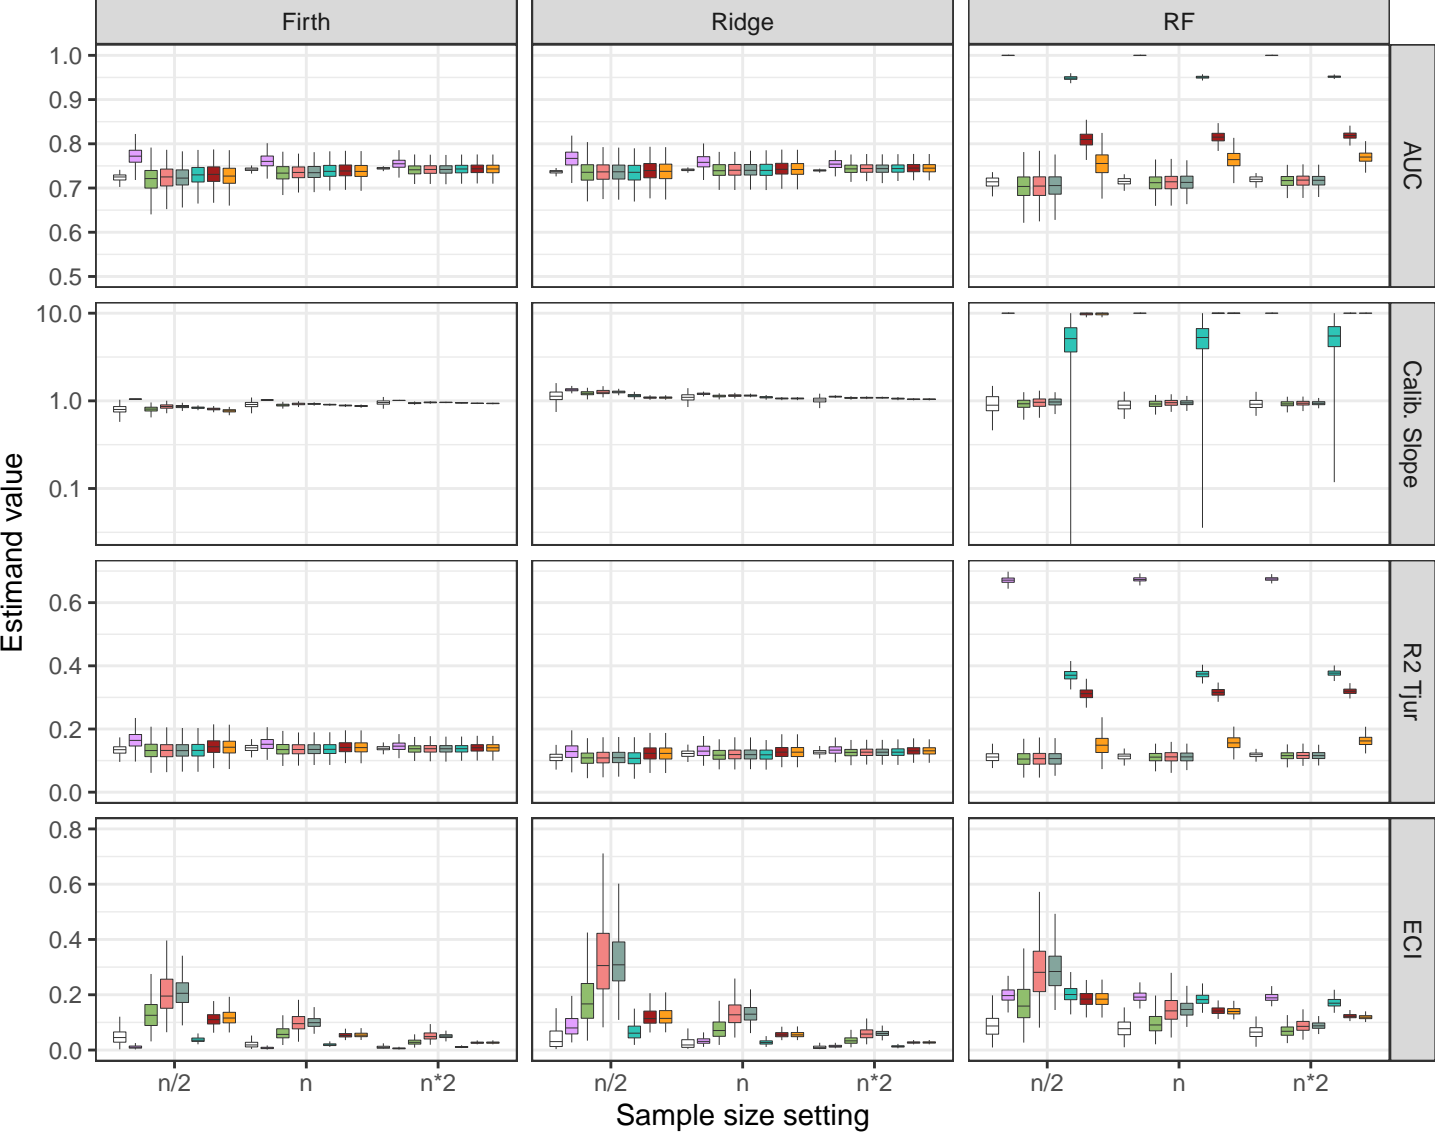 Firth Ridge RF
1.0
0.9
0.8
0.7
0.6
0.5
AUC
10.0
1.0
0.1
Calib. Slope
0.6
0.4
0.2
0.0
R2 Tjur
0.8
0.6
0.4
0.2
0.0
ECI
Estimand value
n/2 n n*2 n/2 n n*2 n/2 n n*2
Sample size setting